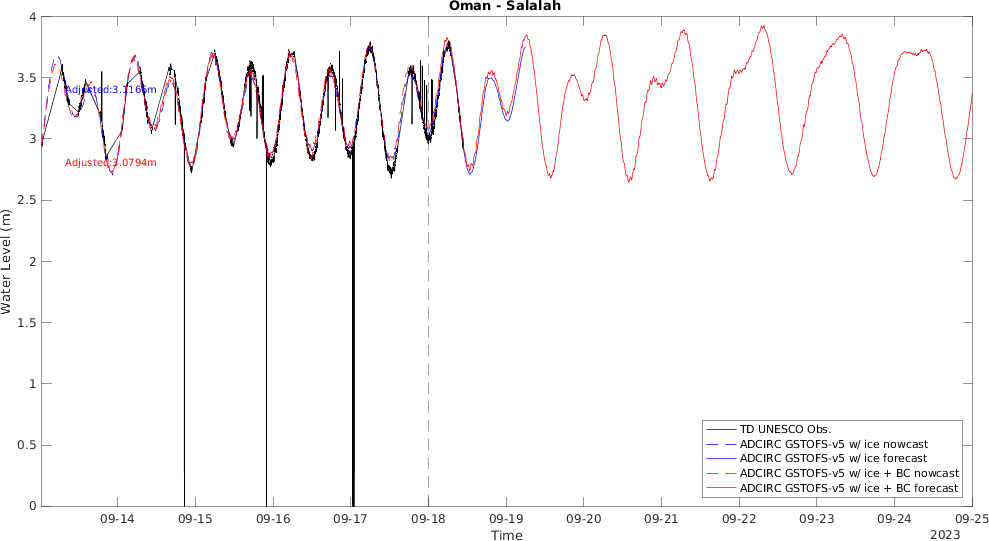 Oman - Salalah
4
3.5
3
2.5
2
1.5
1
0.5
0
Water Level (m)
Adjusted:3.1166m
Adjusted:3.0794m
TD UNESCO Obs.
ADCIRC GSTOFS-v5 w/ ice nowcast
ADCIRC GSTOFS-v5 w/ ice forecast
ADCIRC GSTOFS-v5 w/ ice + BC nowcast
ADCIRC GSTOFS-v5 w/ ice + BC forecast
09-14 09-15 09-16 09-17 09-18 09-19 09-20 09-21 09-22 09-23 09-24 09-25
Time
2023